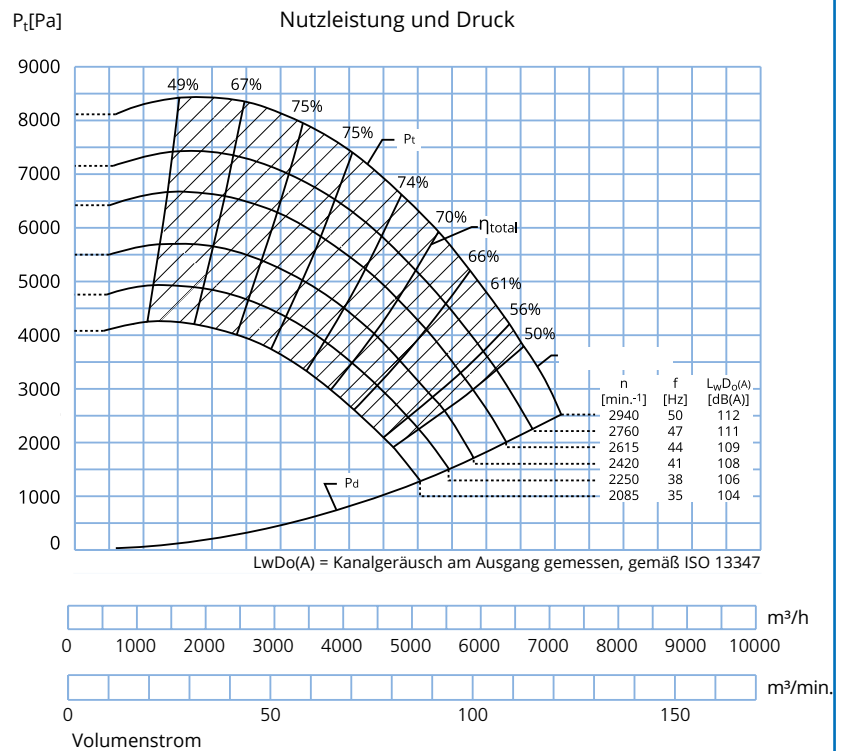 Pt[Pa]
Nutzleistung und Druck
9000
8000
7000
6000
5000
4000
3000
2000
1000
0
49%
67%
75%
75%
Pt
74%
70%
ηtotal
66%
61%
56%
50%
n f LwDo(A)
[min.-1] [Hz] [dB(A)]
2940 50 112
2760 47 111
2615 44 109
2420 41 108
2250 38 106
2085 35 104
Pd
LwDo(A) = Kanalgeräusch am Ausgang gemessen, gemäß ISO 13347
m³/h
0 1000 2000 3000 4000 5000 6000 7000 8000 9000 10000
m³/min.
0 50 100 150
Volumenstrom